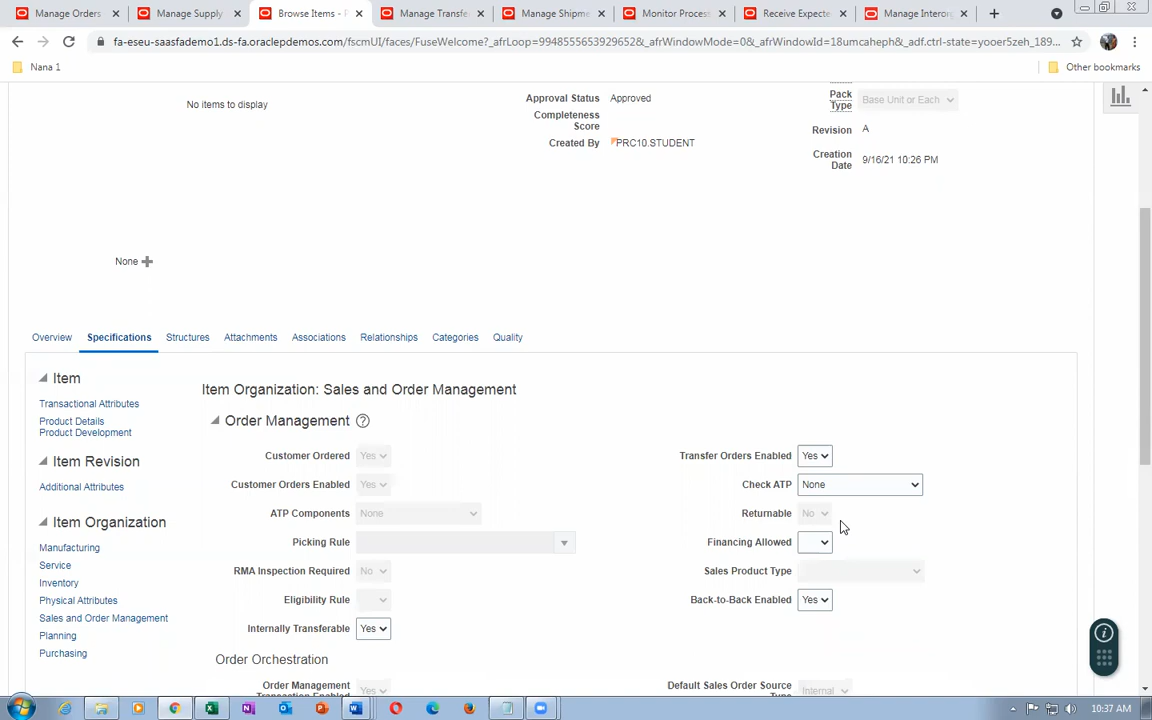 Manage Orders
Manage Supply
Browse Items - P
Manage Transfe
Manage Shipme
Monitor Process
Receive Expecte
Manage Interorg
fa-eseu-saasfademo1.ds-fa.oraclepdemos.com/fscmUI/faces/FuseWelcome?_afrLoop=9948555653929652&_afrWindowMode=0&_afrWindowId=18umcaheph&_adf.ctrl-state=yooer5zeh_189...
Nana 1
Other bookmarks
No items to display
Approval Status Approved
Completeness
Score
Created By PRC10.STUDENT
Pack
Type
Base Unit or Each
Revision A
Creation
Date
9/16/21 10:26 PM
None
Overview Specifications Structures Attachments Associations Relationships Categories Quality
Item
Transactional Attributes
Product Details
Product Development
Item Revision
Additional Attributes
Item Organization
Manufacturing
Service
Inventory
Physical Attributes
Sales and Order Management
Planning
Purchasing
Item Organization: Sales and Order Management
Order Management ?
Customer Ordered Yes
Customer Orders Enabled Yes
ATP Components None
Picking Rule
RMA Inspection Required No
Eligibility Rule
Internally Transferable Yes
Transfer Orders Enabled Yes
Check ATP None
Returnable No
Financing Allowed
Sales Product Type
Back-to-Back Enabled Yes
Order Orchestration
Order Management
Transaction Enabled
Yes
Default Sales Order Source
Type
Internal
10:37 AM